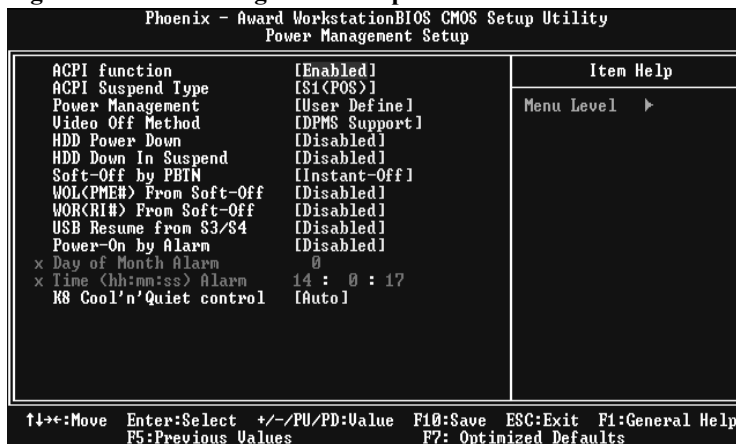 Phoenix - Award WorkstationBIOS CMOS Setup Utility
Power Management Setup
ACPI function [Enabled]
ACPI Suspend Type [S1(POS)]
Power Management [User Define]
Video Off Method [DPMS Support]
HDD Power Down [Disabled]
HDD Down In Suspend [Disabled]
Soft-Off by PBTN [Instant-Off]
WOL(PME#) From Soft-Off [Disabled]
WOR(RI#) From Soft-Off [Disabled]
USB Resume from S3/S4 [Disabled]
Power-On by Alarm [Disabled]
x Day of Month Alarm 0
x Time (hh:mm:ss) Alarm 14 : 0 : 17
K8 Cool'n'Quiet control [Auto]
Item Help
Menu Level ▶
↑↓→←:Move Enter:Select +/-/PU/PD:Value F10:Save ESC:Exit F1:General Help
F5:Previous Values F7: Optimized Defaults